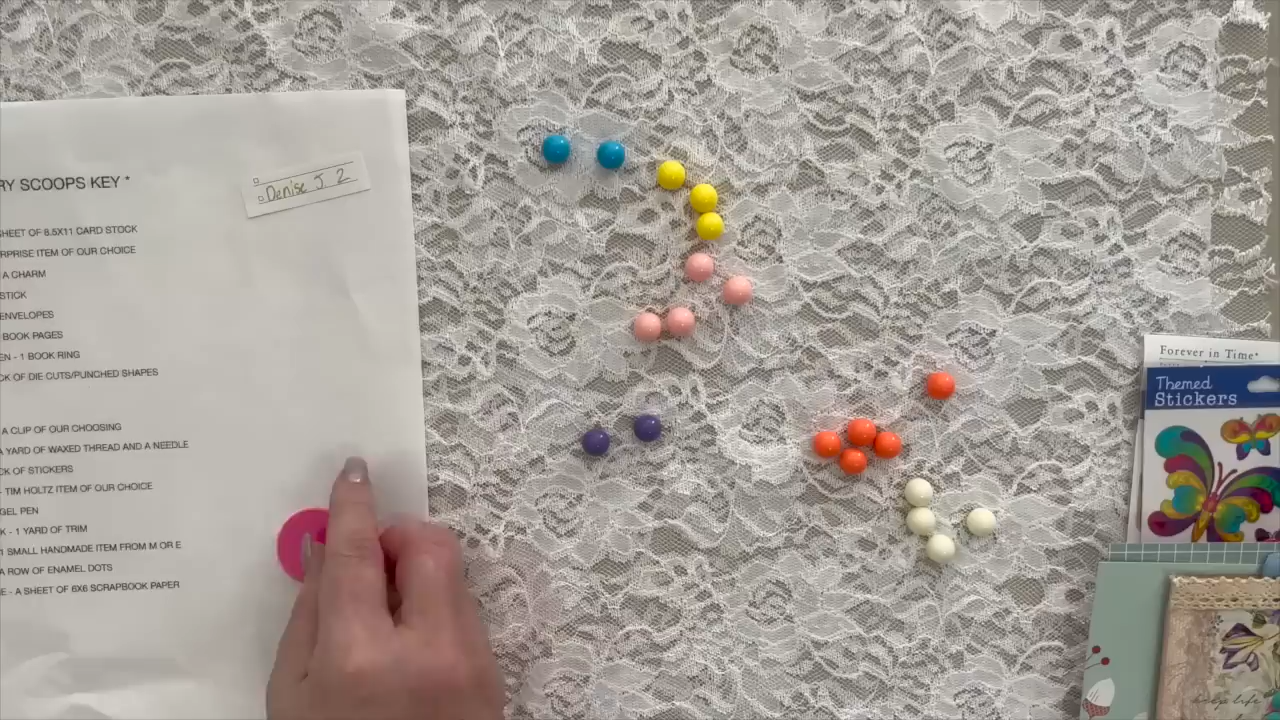 RY SCOOPS KEY *
Denise J. 2
SHEET OF 8.5X11 CARD STOCK
RPRISE ITEM OF OUR CHOICE
A CHARM
STICK
ENVELOPES
BOOK PAGES
EN - 1 BOOK RING
CK OF DIE CUTS/PUNCHED SHAPES
A CLIP OF OUR CHOOSING
A YARD OF WAXED THREAD AND A NEEDLE
CK OF STICKERS
- TIM HOLTZ ITEM OF OUR CHOICE
GEL PEN
K - 1 YARD OF TRIM
1 SMALL HANDMADE ITEM FROM M OR E
A ROW OF ENAMEL DOTS
E - A SHEET OF 6X6 SCRAPBOOK PAPER
Forever in Time
Themed
Stickers